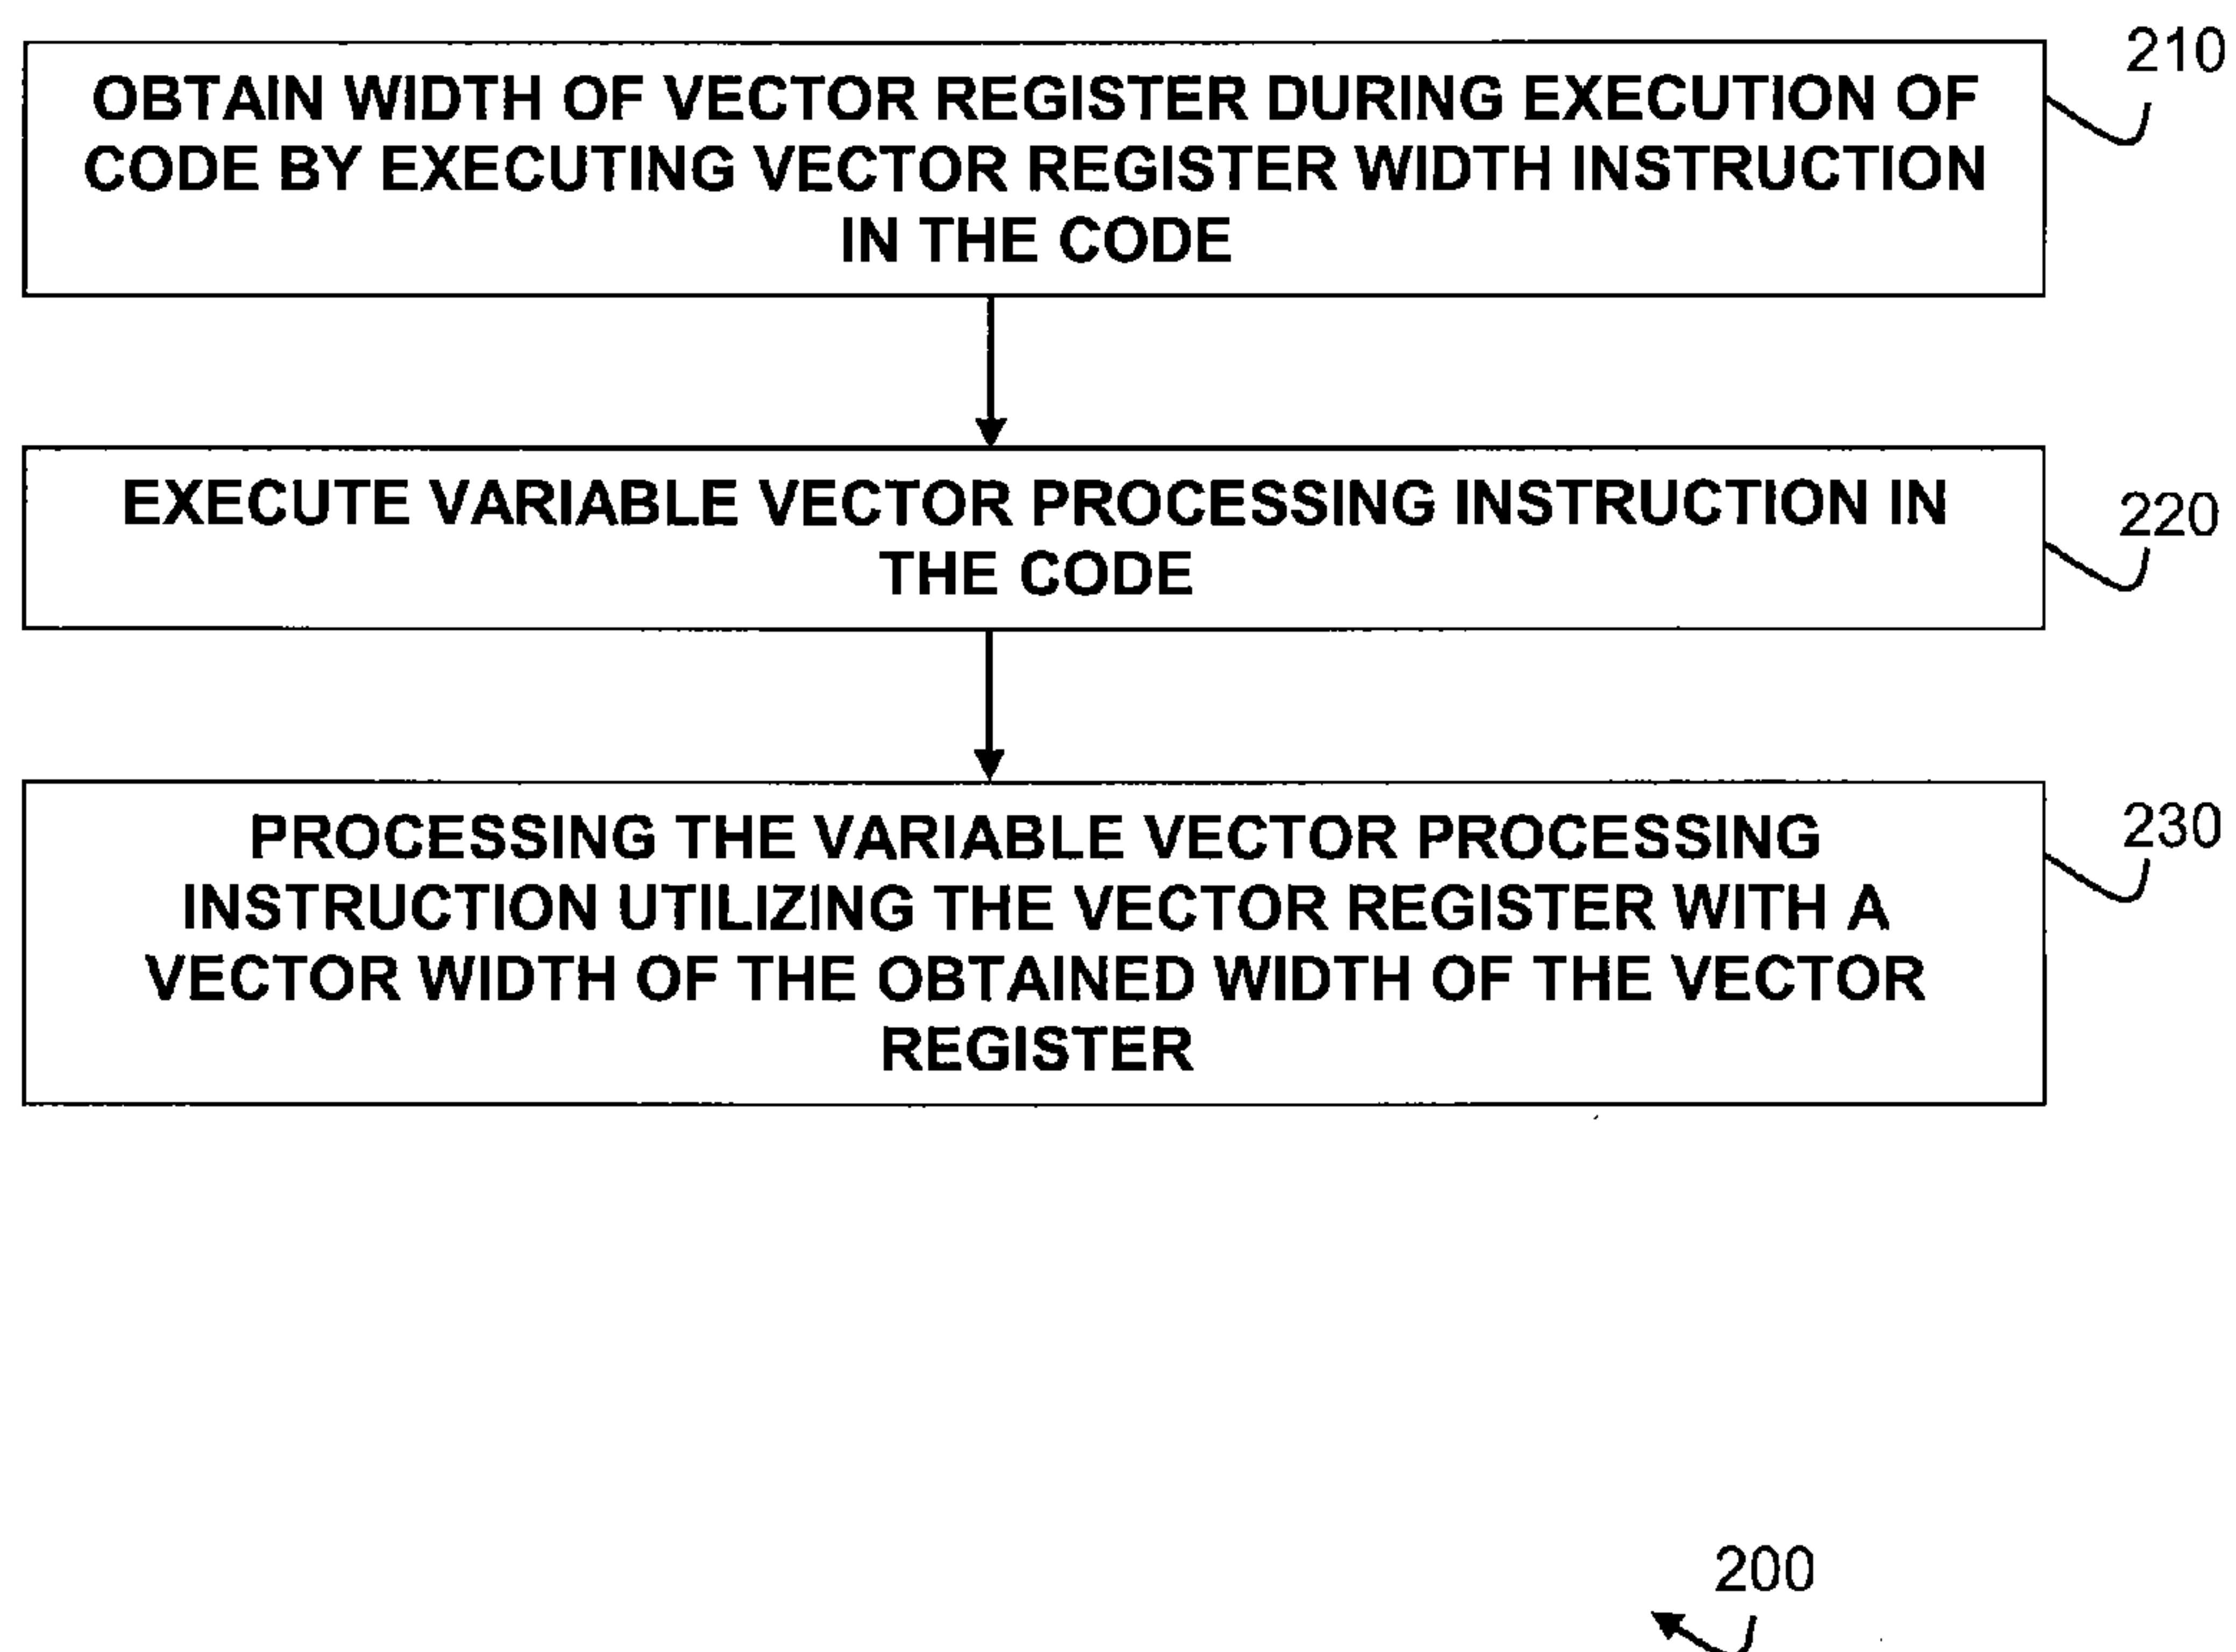 210
OBTAIN WIDTH OF VECTOR REGISTER DURING EXECUTION OF
CODE BY EXECUTING VECTOR REGISTER WIDTH INSTRUCTION
IN THE CODE
220
EXECUTE VARIABLE VECTOR PROCESSING INSTRUCTION IN
THE CODE
230
PROCESSING THE VARIABLE VECTOR PROCESSING
INSTRUCTION UTILIZING THE VECTOR REGISTER WITH A
VECTOR WIDTH OF THE OBTAINED WIDTH OF THE VECTOR
REGISTER
200